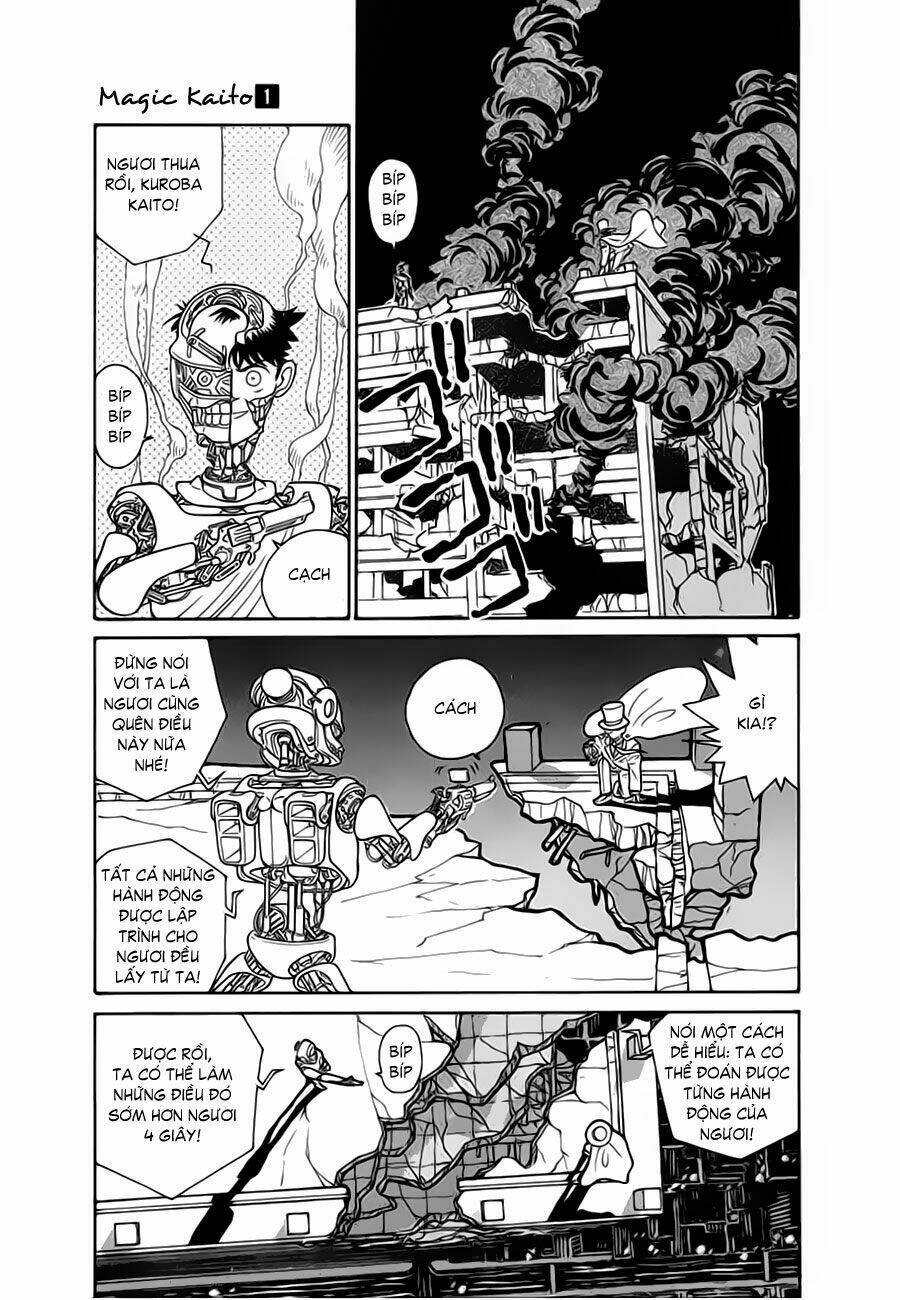 Magic Kaito 1
BÍP
BÍP
BÍP
ブ
ブブ
NGƯƠI THUA
RỒI, KUROBA
KAITO!
BÍP
BÍP
BÍP
CẠCH
GÌ
KIA!?
CÁCH
ĐỪNG NÓI
VỚI TA LÀ
NGƯƠI CŨNG
QUÊN ĐIỀU
NÀY NỮA
NHÉ!
TẤT CẢ NHỮNG
HÀNH ĐỘNG
ĐƯỢC LẬP
TRÌNH CHO
NGƯƠI ĐỀU
LẤY TỪ TA!
NÓI MỘT CÁCH
DỄ HIỂU: TA CÓ
THỂ ĐOÁN ĐƯỢC
TỪNG HÀNH
ĐỘNG CỦA
NGƯƠI!
BÍP
BÍP
ĐƯỢC RỒI,
TA CÓ THỂ LÀM
NHỮNG ĐIỀU ĐÓ
SỚM HƠN NGƯƠI
4 GIÂY!